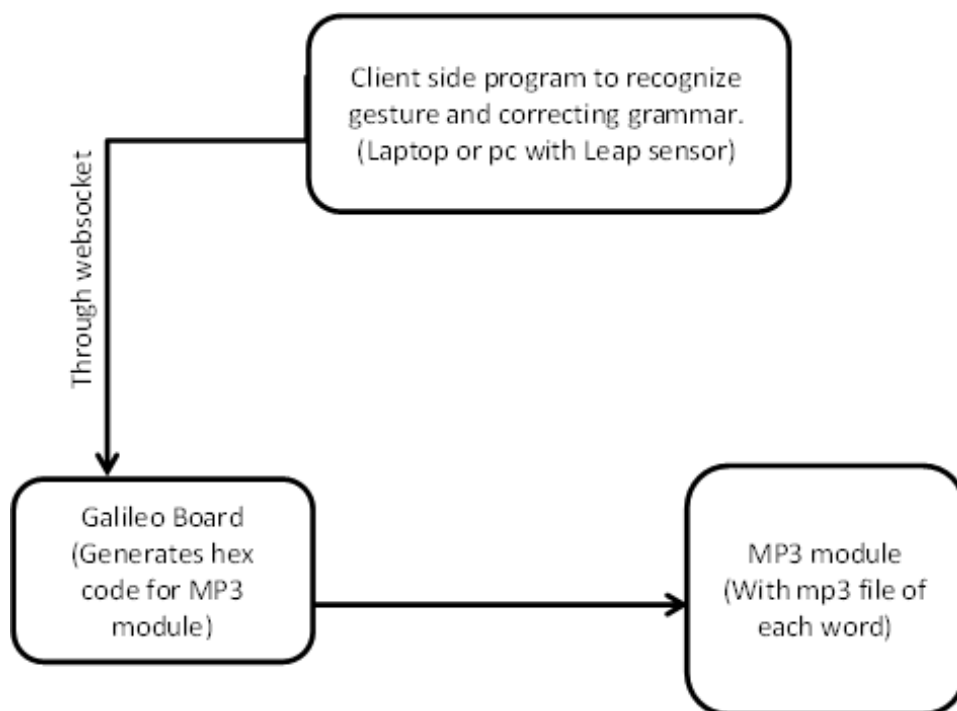 Client side program to recognize
gesture and correcting grammar.
(Laptop or pc with Leap sensor)
Through websocket
Galileo Board
(Generates hex
code for MP3
module)
MP3 module
(With mp3 file of
each word)